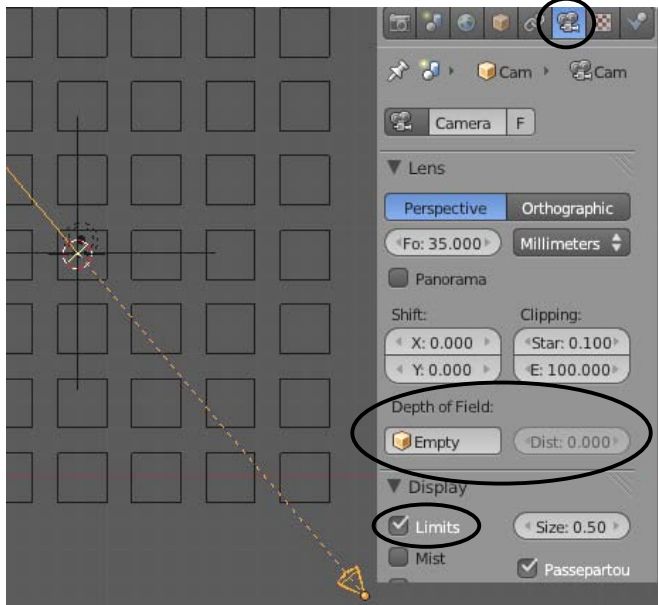 Cam Cam
Camera F
Lens
Perspective Orthographic
Fo: 35.000 Millimeters
Panorama
Shift: Clipping:
X: 0.000 Star: 0.100
Y: 0.000 E: 100.000
Depth of Field:
Empty Dist: 0.000
Display
Limits Size: 0.50
Mist Passepartou